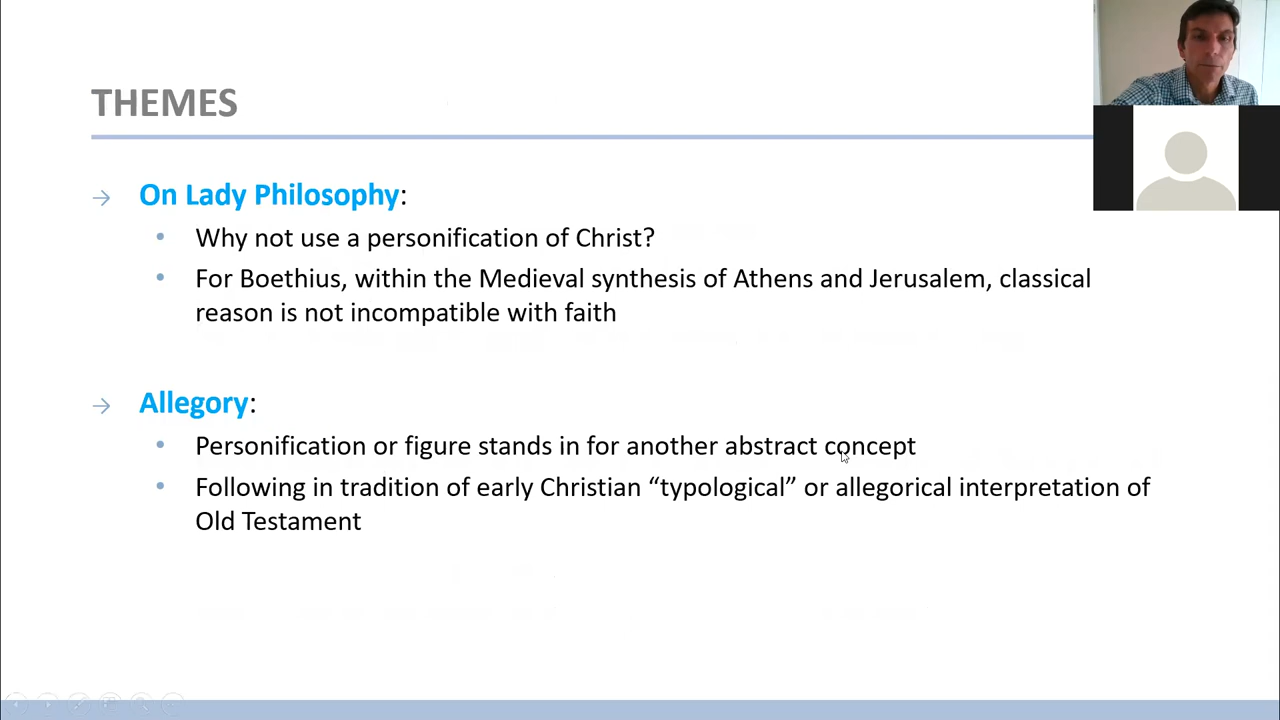 THEMES
→ On Lady Philosophy:
• Why not use a personification of Christ?
• For Boethius, within the Medieval synthesis of Athens and Jerusalem, classical
reason is not incompatible with faith
→ Allegory:
• Personification or figure stands in for another abstract concept
• Following in tradition of early Christian “typological” or allegorical interpretation of
Old Testament